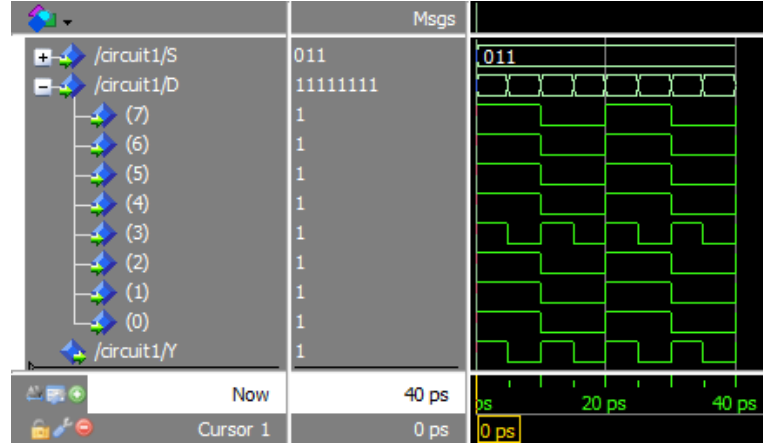 Msgs
/circuit1/S 011 011
/circuit1/D 11111111
(7) 1
(6) 1
(5) 1
(4) 1
(3) 1
(2) 1
(1) 1
(0) 1
/circuit1/Y 1
Now 40 ps ps 20 ps 40 ps
Cursor 1 0 ps 0 ps